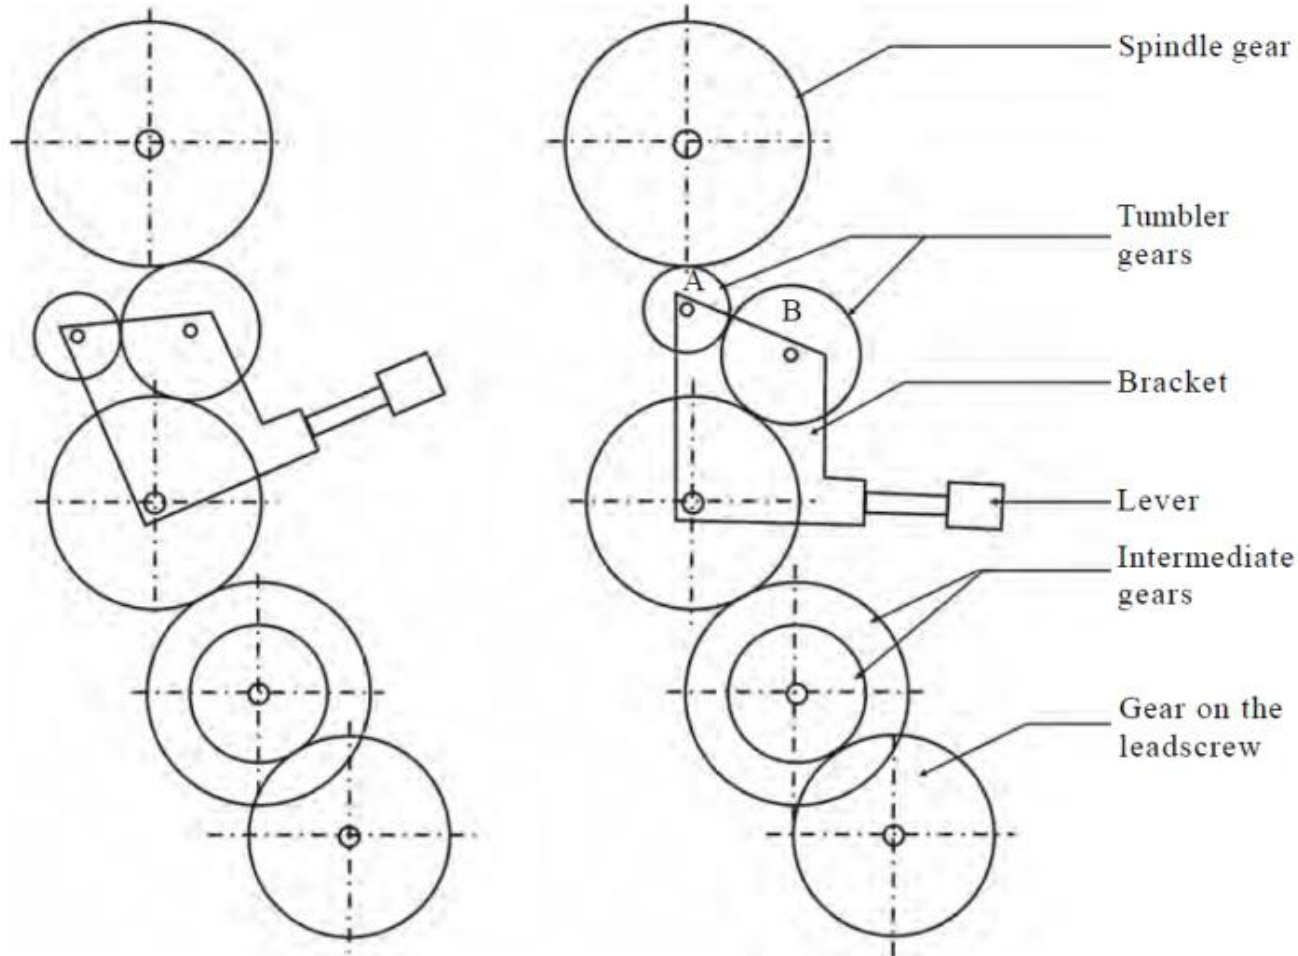 Spindle gear
Tumbler
gears
A
B
Bracket
Lever
Intermediate
gears
Gear on the
leadscrew